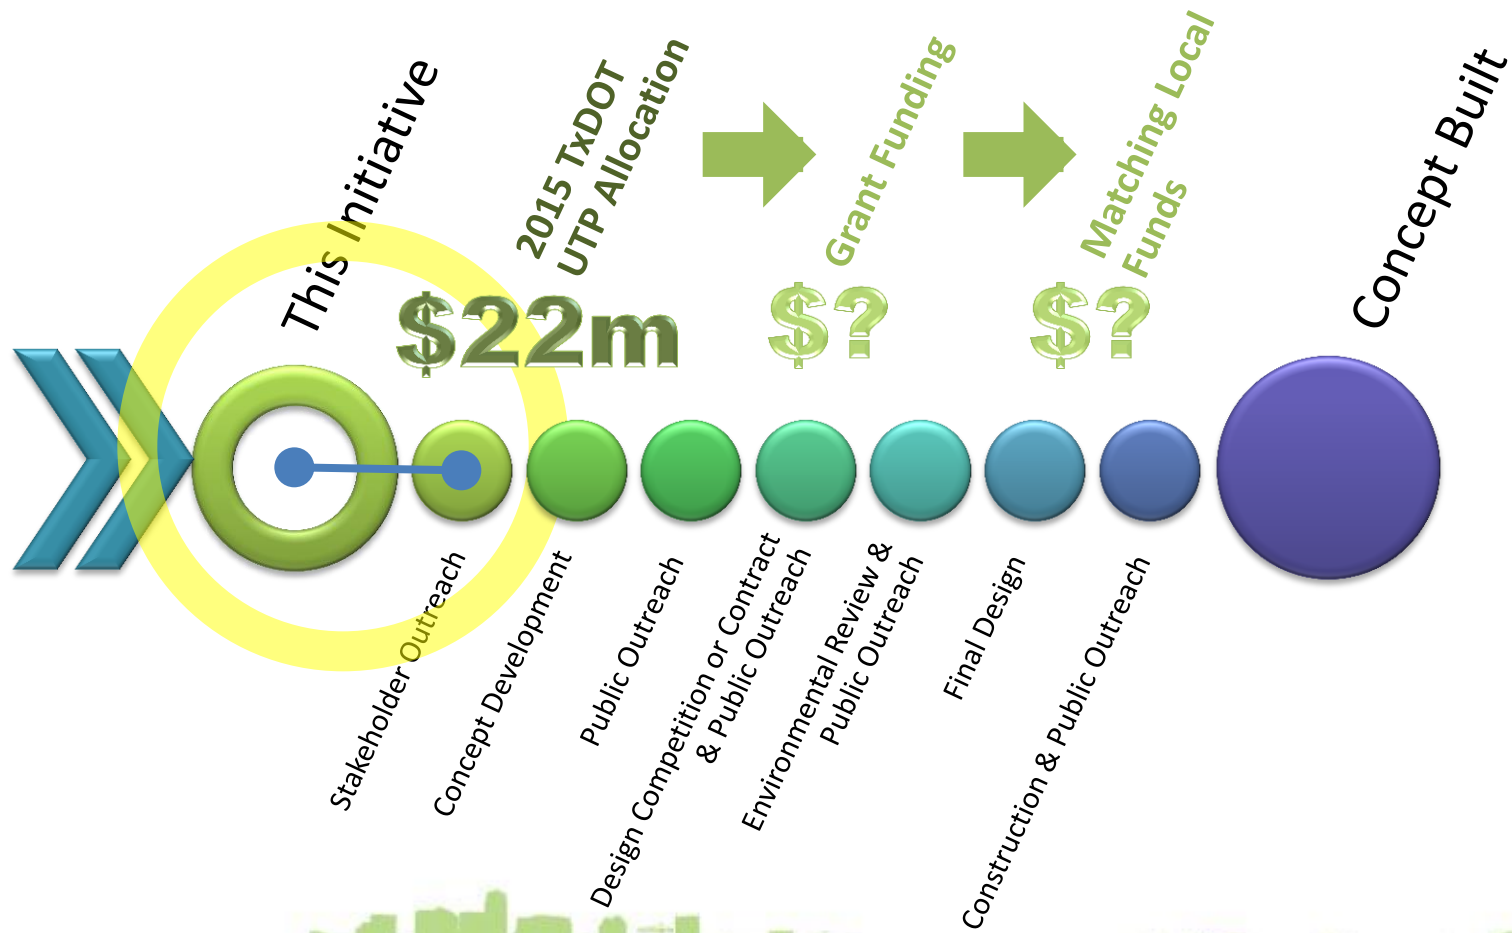 This Initiative
2015 TxDOT
UTP Allocation
Grant Funding
Matching Local
Funds
Concept Built
$22m
$?
$?
Stakeholder Outreach
Concept Development
Public Outreach
Design Competition or Contract
& Public Outreach
Environmental Review &
Public Outreach
Final Design
Construction & Public Outreach